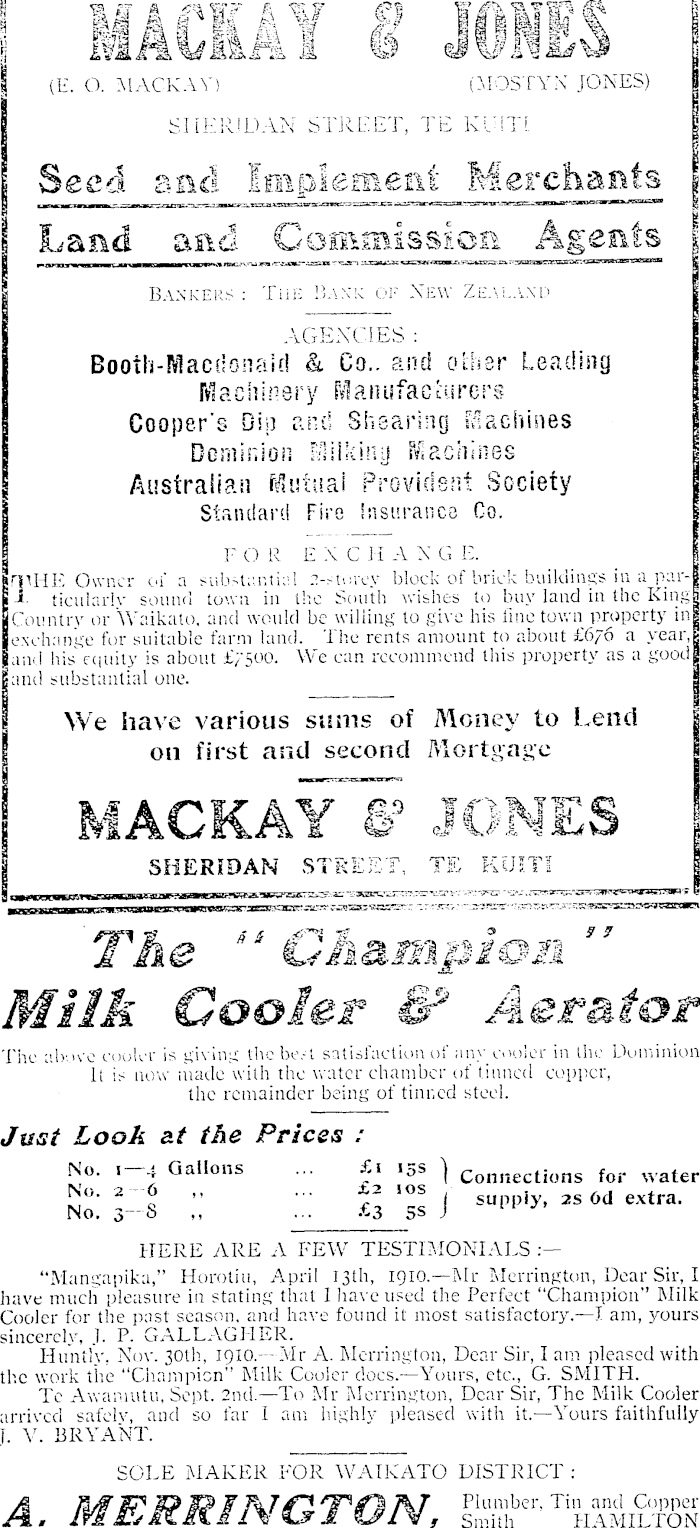 MACKAY & JONES
(E. O. MACKAY) (MOSTYN JONES)
SHERIDAN STREET, TE KUITI
Seed and Implement Merchants
Land and Commission Agents
BANKERS: THE BANK OF NEW ZEALAND
AGENCIES:
Booth-Macdonald & Co.. and other Leading
Machinery Manufacturers
Cooper's Dip and Shearing Machines
Dominion Milking Machines
Australian Mutual Provident Society
Standard Fire Insurance Co.
FOR EXCHANGE.
THE Owner of a substantial 2-storey block of brick buildings in a par-
ticularly sound town in the South wishes to buy land in the King
Country or Waikato, and would be willing to give his fine town property in
exchange for suitable farm land. The rents amount to about £676 a year,
and his equity is about £7500. We can recommend this property as a good
and substantial one.
We have various sums of Money to Lend
on first and second Mortgage
MACKAY & JONES
SHERIDAN STREET, TE KUITI
The "Champion"
Milk Cooler & Aerator
The above cooler is giving the best satisfaction of any cooler in the Dominion
It is now made with the water chamber of tinned copper,
the remainder being of tinned steel.
Just Look at the Prices:
No. 1—4 Gallons ... £1 15s
No. 2—6 ,, ... £2 10s
No. 3—8 ,, ... £3 5s
Connections for water
supply, 2s 6d extra.
HERE ARE A FEW TESTIMONIALS:—
"Mangapika," Horotiu, April 13th, 1910.—Mr Merrington, Dear Sir, I
have much pleasure in stating that I have used the Perfect "Champion" Milk
Cooler for the past season, and have found it most satisfactory.—I am, yours
sincerely, J. P. GALLAGHER.
Huntly, Nov. 30th, 1910.—Mr A. Merrington, Dear Sir, I am pleased with
the work the "Champion" Milk Cooler does.—Yours, etc., G. SMITH.
Te Awamutu, Sept. 2nd.—To Mr Merrington, Dear Sir, The Milk Cooler
arrived safely, and so far I am highly pleased with it.—Yours faithfully
J. V. BRYANT.
SOLE MAKER FOR WAIKATO DISTRICT:
A. MERRINGTON, Plumber, Tin and Copper
Smith HAMILTON